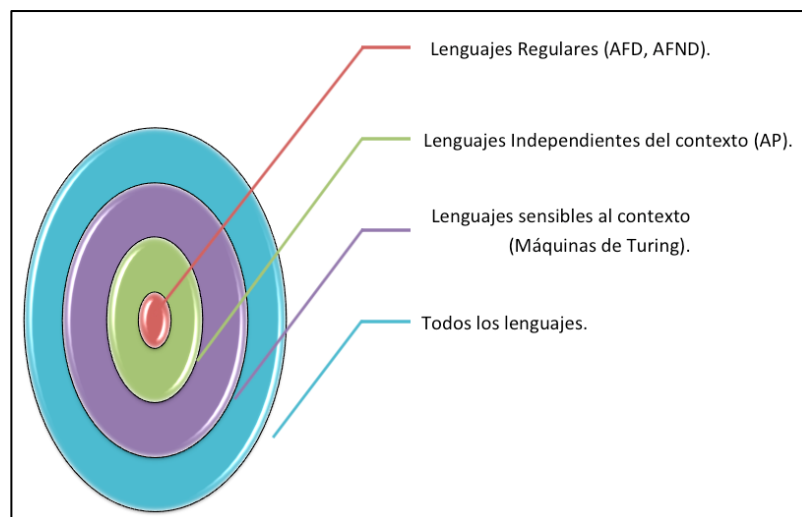 Lenguajes Regulares (AFD, AFND).
Lenguajes Independientes del contexto (AP).
Lenguajes sensibles al contexto
(Máquinas de Turing).
Todos los lenguajes.